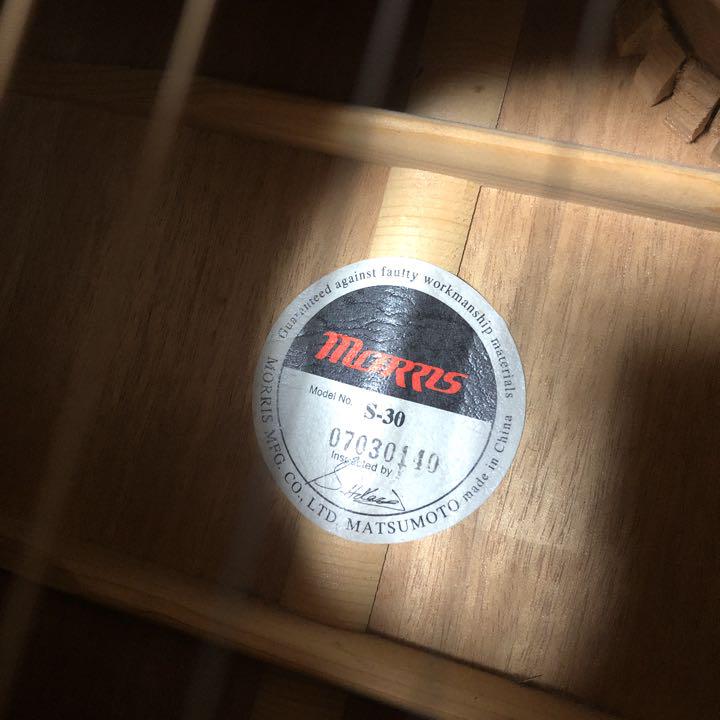 Guaranteed against faulty workmanship materials
MORRIS
Model No. S-30
07030140
Inspected by
MORRIS MFG. CO., LTD. MATSUMOTO made in China